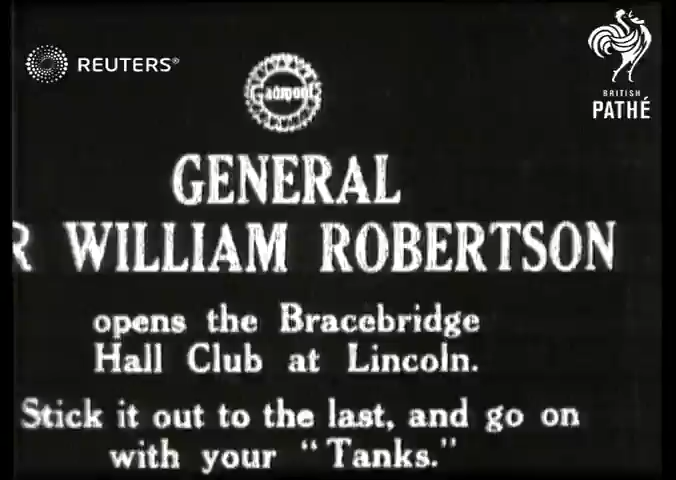 REUTERS®
Gaumont
BRITISH
PATHÉ
GENERAL
R WILLIAM ROBERTSON
opens the Bracebridge
Hall Club at Lincoln.
Stick it out to the last, and go on
with your "Tanks."